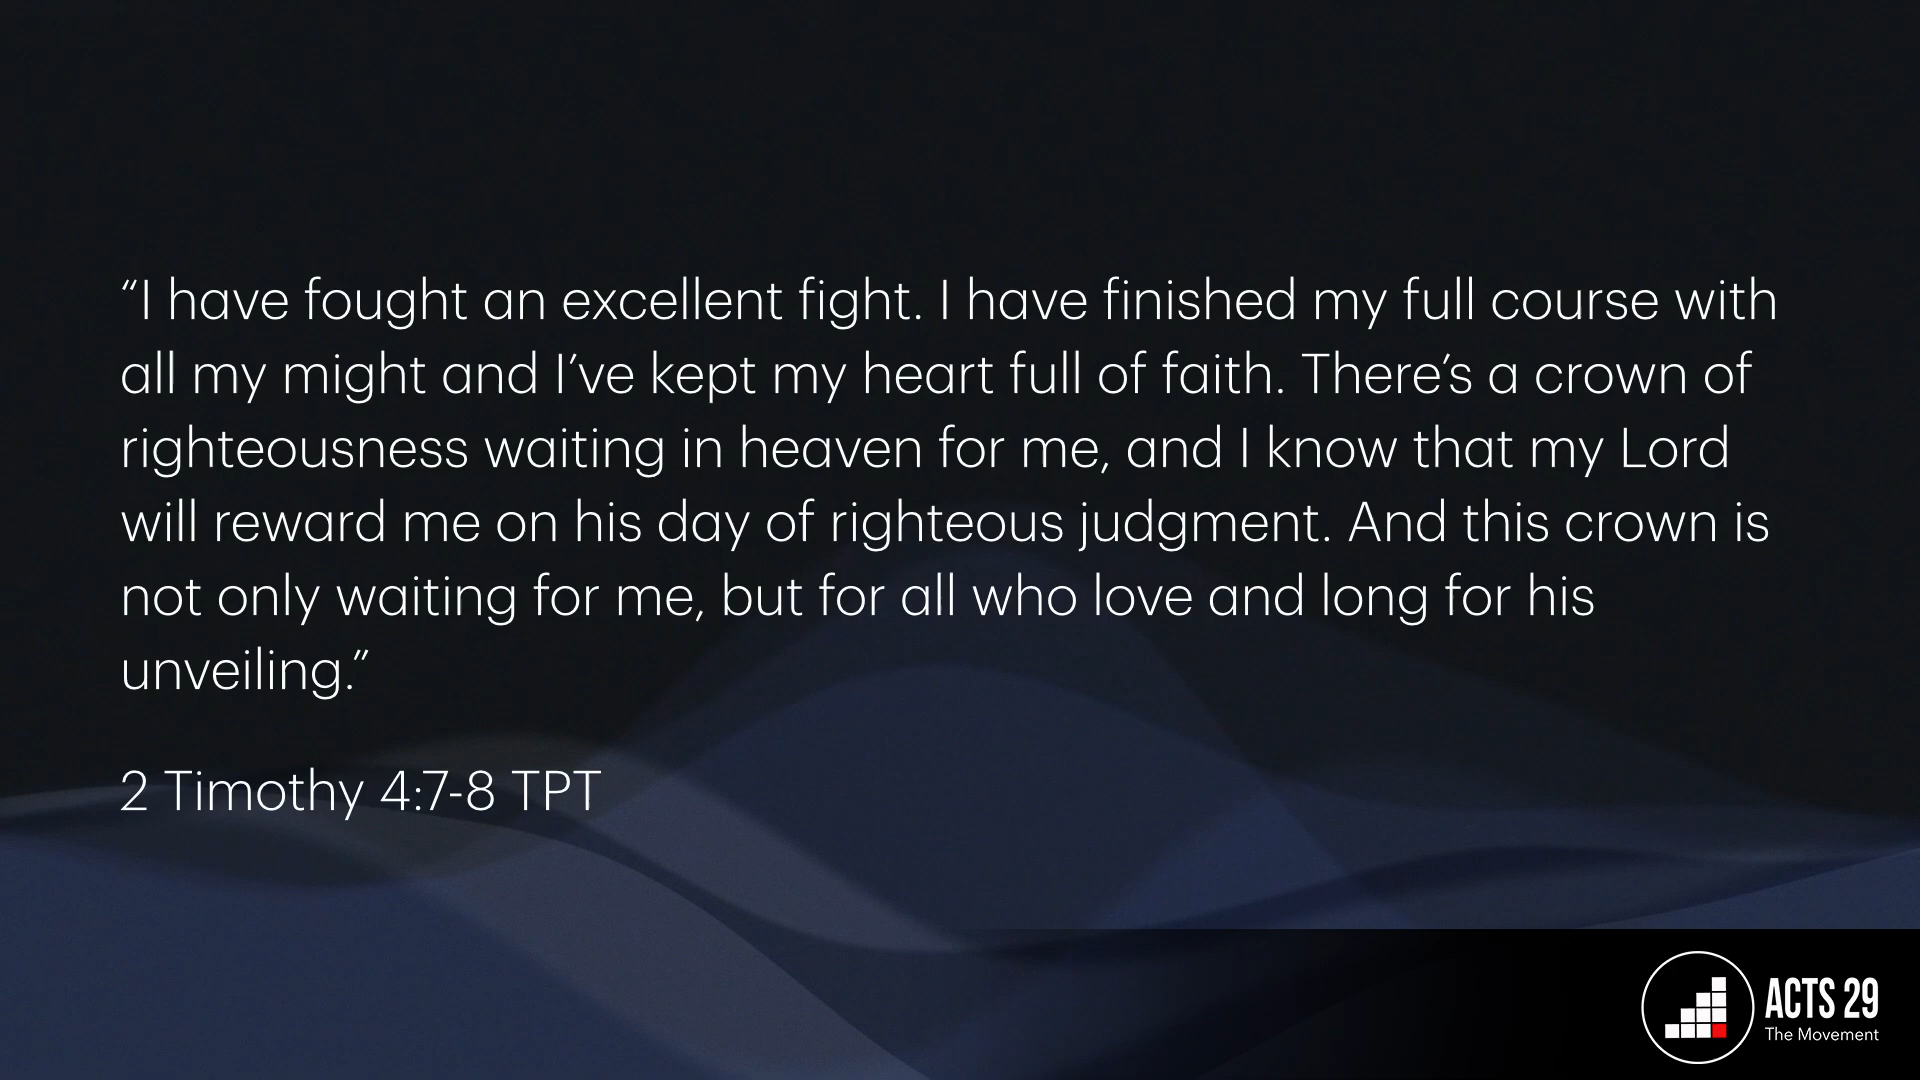 “I have fought an excellent fight. I have finished my full course with
all my might and I’ve kept my heart full of faith. There’s a crown of
righteousness waiting in heaven for me, and I know that my Lord
will reward me on his day of righteous judgment. And this crown is
not only waiting for me, but for all who love and long for his
unveiling.”
2 Timothy 4:7-8 TPT
ACTS 29
The Movement